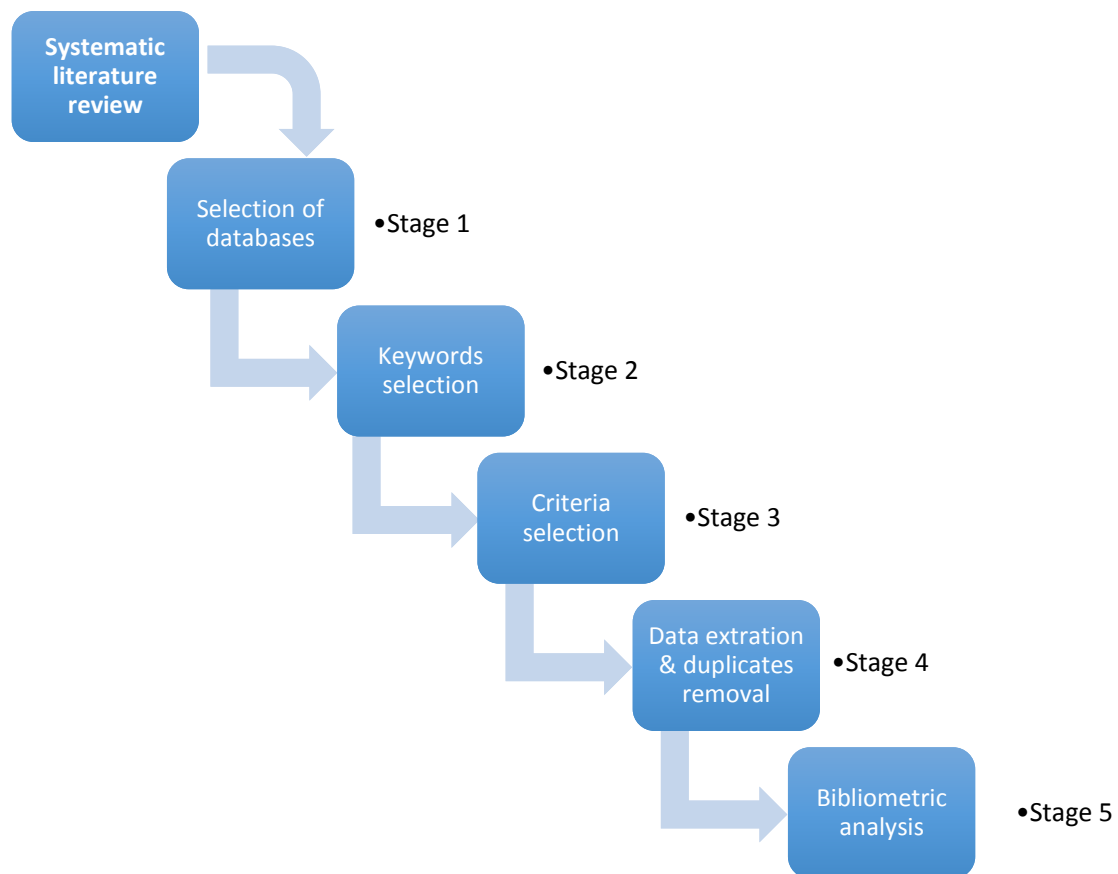 Systematic
literature
review
Selection of
databases
•Stage 1
Keywords
selection
•Stage 2
Criteria
selection
•Stage 3
Data extration
& duplicates
removal
•Stage 4
Bibliometric
analysis
•Stage 5